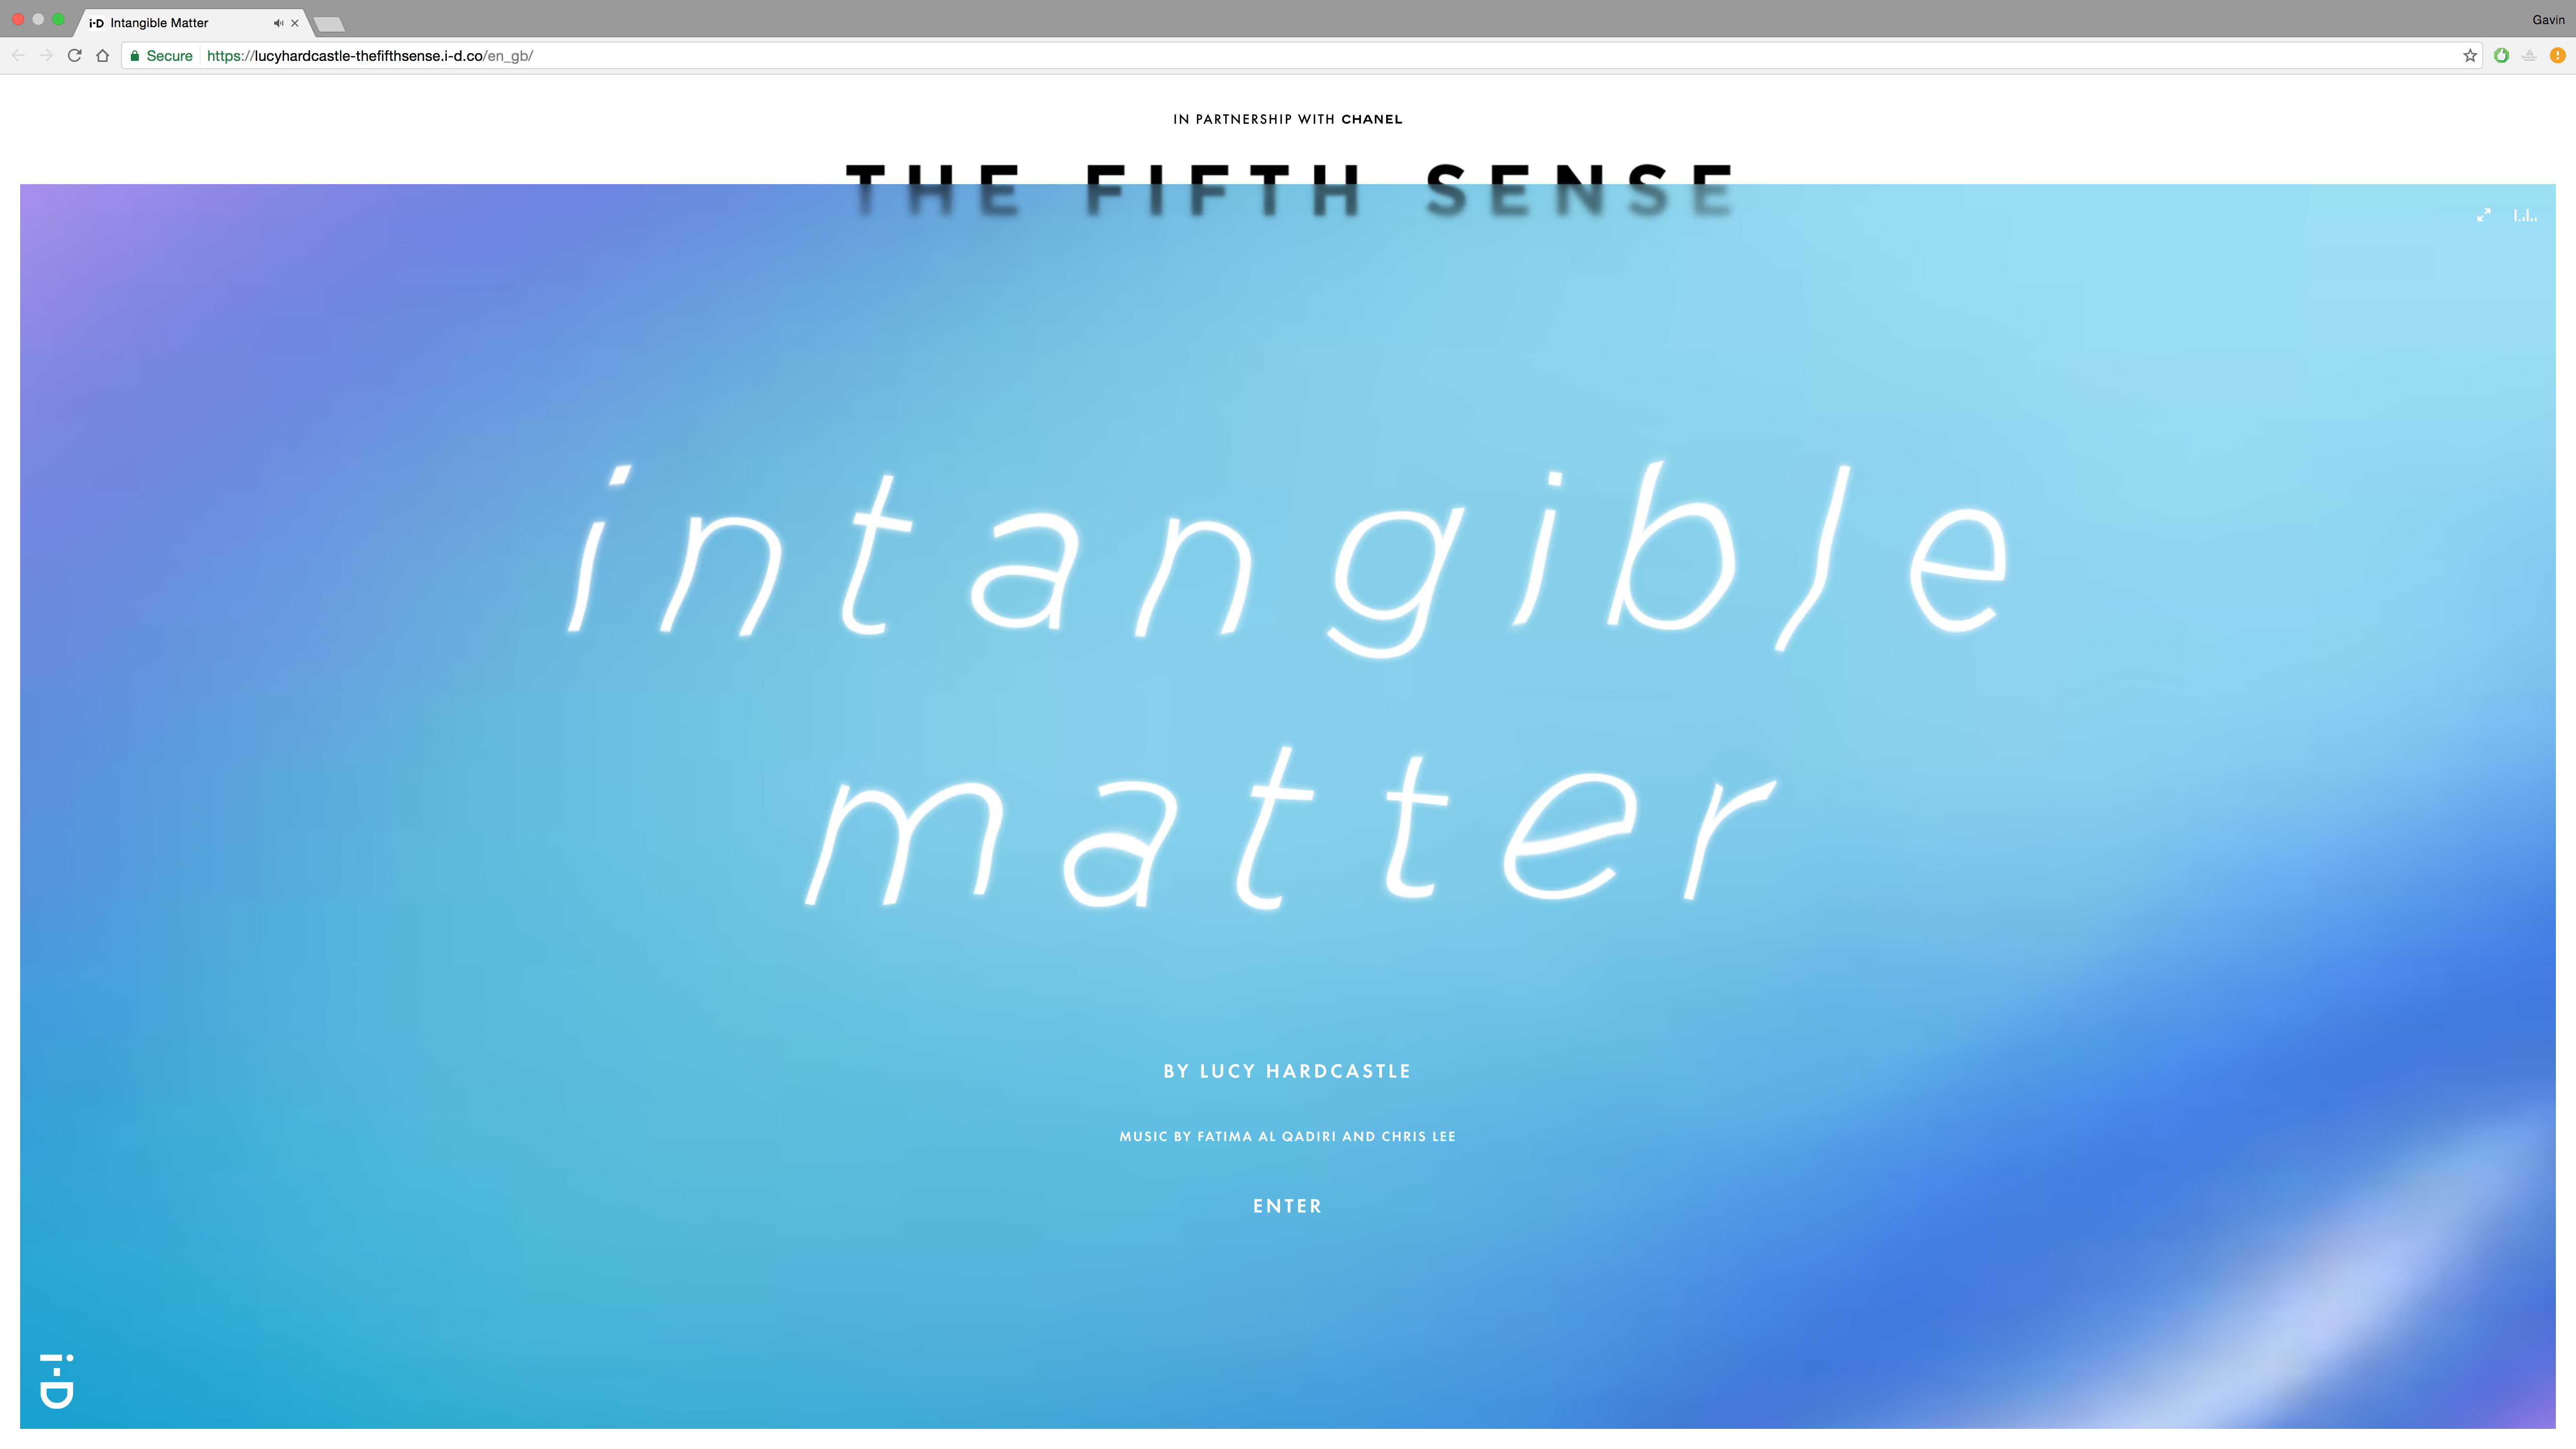 i-D Intangible Matter
Gavin
Secure https://lucyhardcastle-thefifthsense.i-d.co/en_gb/
IN PARTNERSHIP WITH CHANEL
THE FIFTH SENSE
intangible
matter
BY LUCY HARDCASTLE
MUSIC BY FATIMA AL QADIRI AND CHRIS LEE
ENTER
i-D